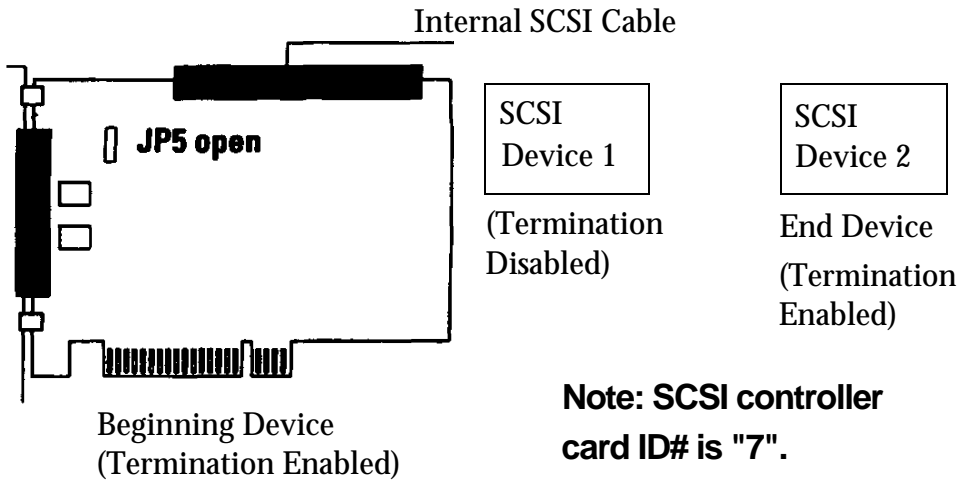 Internal SCSI Cable
JP5 open
SCSI
Device 1
(Termination
Disabled)
SCSI
Device 2
End Device
(Termination
Enabled)
Beginning Device
(Termination Enabled)
Note: SCSI controller
card ID# is "7".